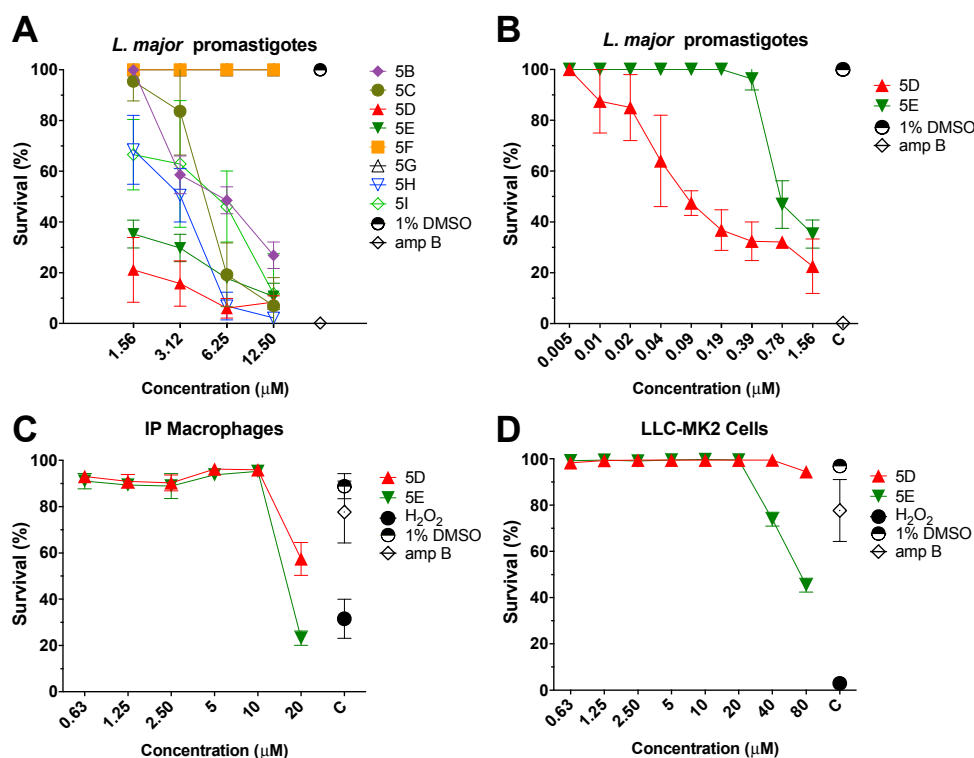 A
L. major promastigotes
Survival (%)
100
80
60
40
20
0
1.56
3.12
6.25
12.50
Concentration (μM)
5B
5C
5D
5E
5F
5G
5H
5I
1% DMSO
amp B
B
L. major promastigotes
Survival (%)
100
80
60
40
20
0
0.005
0.01
0.02
0.04
0.09
0.19
0.39
0.78
1.56
C
Concentration (μM)
5D
5E
1% DMSO
amp B
C
IP Macrophages
Survival (%)
100
80
60
40
20
0
0.63
1.25
2.50
5
10
20
C
Concentration (μM)
5D
5E
H₂O₂
1% DMSO
amp B
D
LLC-MK2 Cells
Survival (%)
100
80
60
40
20
0
0.63
1.25
2.50
5
10
20
40
80
C
Concentration (μM)
5D
5E
H₂O₂
1% DMSO
amp B